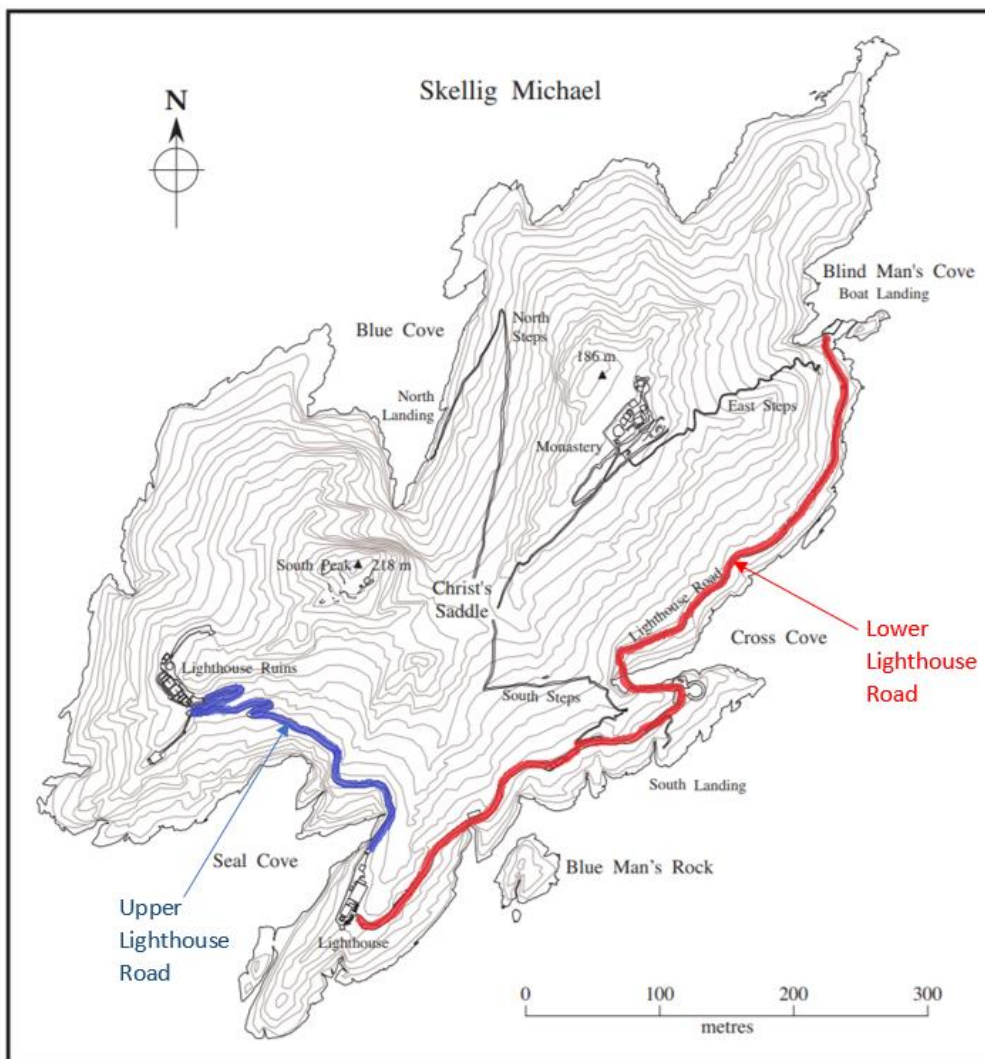 Skellig Michael
N
Blind Man's Cove
Boat Landing
Blue Cove
North
Steps
186 m
North
Landing
East Steps
Monastery
South Peak
218 m
Christ's
Saddle
Lighthouse Road
Cross Cove
Lower
Lighthouse
Road
Lighthouse Ruins
South Steps
South Landing
Seal Cove
Blue Man's Rock
Upper
Lighthouse
Road
Lighthouse
0 100 200 300
metres